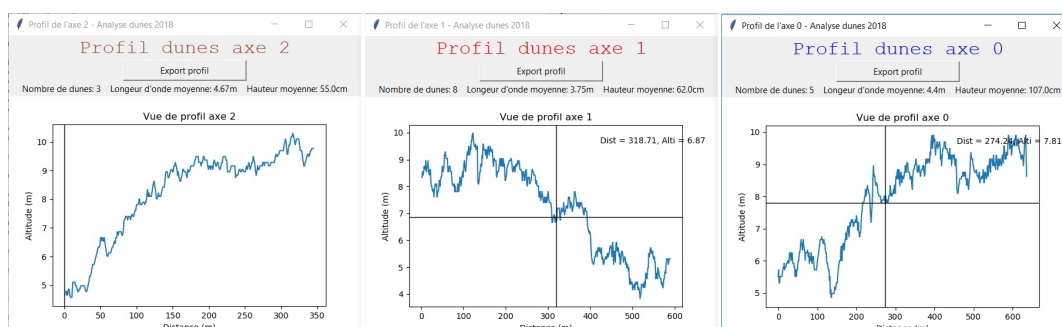 Profil de l'axe 2 - Analyse dunes 2018
Profil dunes axe 2
Export profil
Nombre de dunes: 3 Longeur d'onde moyenne: 4.67m Hauteur moyenne: 55.0cm
Vue de profil axe 2
Altitude (m)
10
9
8
7
6
5
0 50 100 150 200 250 300 350
Distance (m)
Profil de l'axe 1 - Analyse dunes 2018
Profil dunes axe 1
Export profil
Nombre de dunes: 8 Longeur d'onde moyenne: 3.75m Hauteur moyenne: 62.0cm
Vue de profil axe 1
Dist = 318.71, Alti = 6.87
Altitude (m)
10
9
8
7
6
5
4
0 100 200 300 400 500 600
Distance (m)
Profil de l'axe 0 - Analyse dunes 2018
Profil dunes axe 0
Export profil
Nombre de dunes: 5 Longeur d'onde moyenne: 4.4m Hauteur moyenne: 107.0cm
Vue de profil axe 0
Dist = 274.24, Alti = 7.81
Altitude (m)
10
9
8
7
6
5
0 100 200 300 400 500 600
Distance (m)